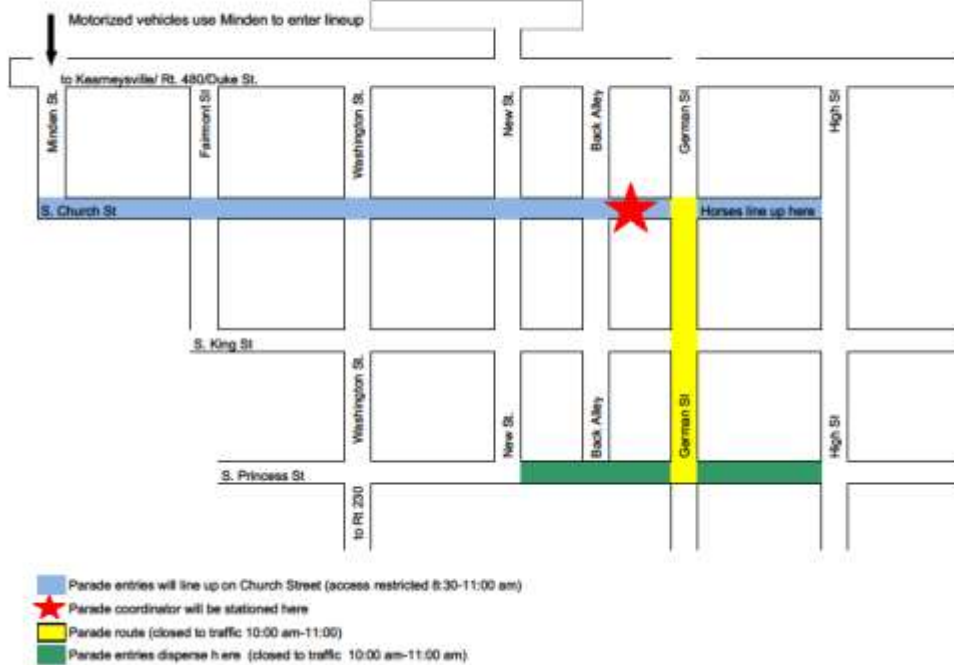 Motorized vehicles use Minden to enter lineup
to Kearneysville/ Rt. 480/Duke St.
Minden St.
Fairmont St
Washington St.
New St.
Back Alley
German St
High St
S. Church St
Horses line up here
S. King St
Washington St.
New St.
Back Alley
German St
High St
S. Princess St
to Rt 230
Parade entries will line up on Church Street (access restricted 8:30-11:00 am)
Parade coordinator will be stationed here
Parade route (closed to traffic 10:00 am-11:00)
Parade entries disperse here (closed to traffic 10:00 am-11:00 am)